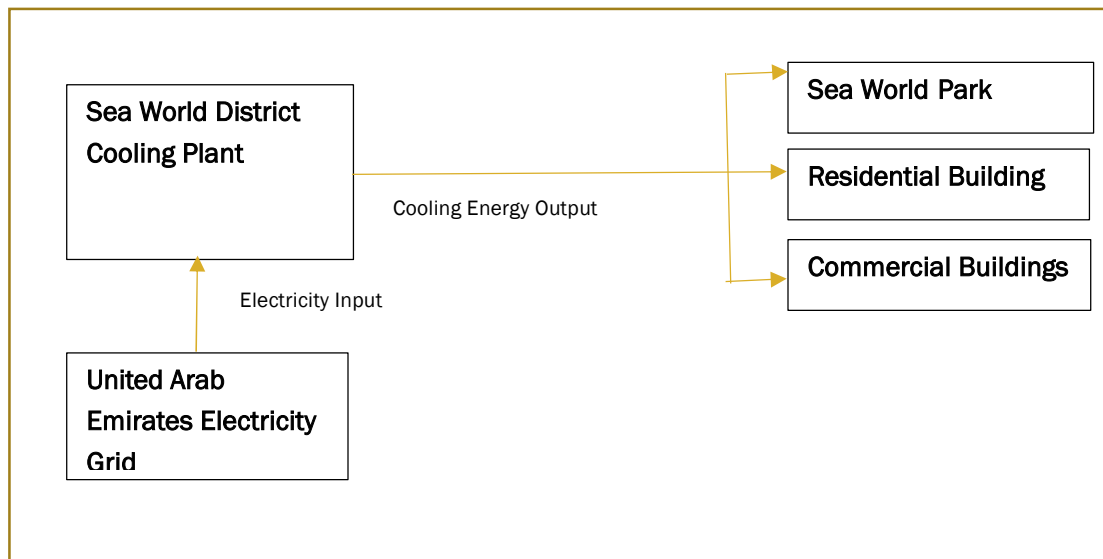 Sea World District
Cooling Plant
Cooling Energy Output
Sea World Park
Residential Building
Commercial Buildings
Electricity Input
United Arab
Emirates Electricity
Grid